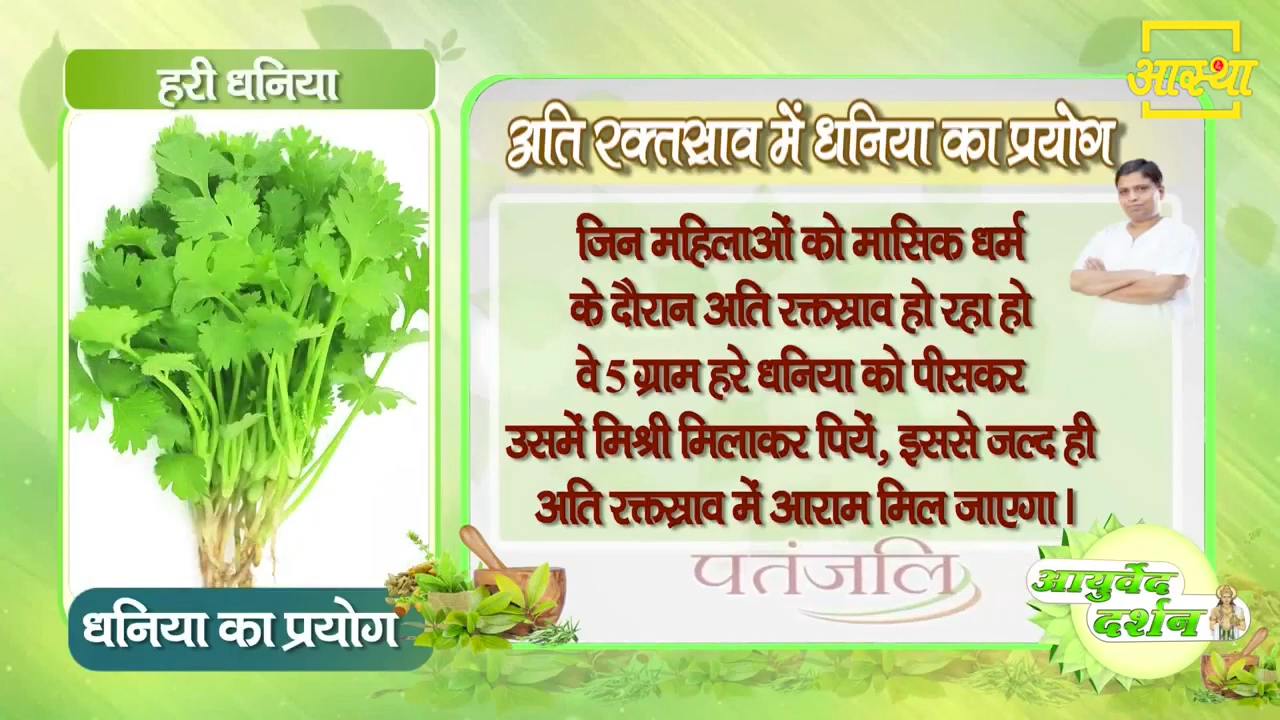 हरी धनिया
आस्था
अति रक्तस्राव में धनिया का प्रयोग
जिन महिलाओं को मासिक धर्म
के दौरान अति रक्तस्राव हो रहा हो
वे 5 ग्राम हरे धनिया को पीसकर
उसमें मिश्री मिलाकर पियें, इससे जल्द ही
अति रक्तस्राव में आराम मिल जाएगा।
पतंजलि
धनिया का प्रयोग
आयुर्वेद
दर्शन